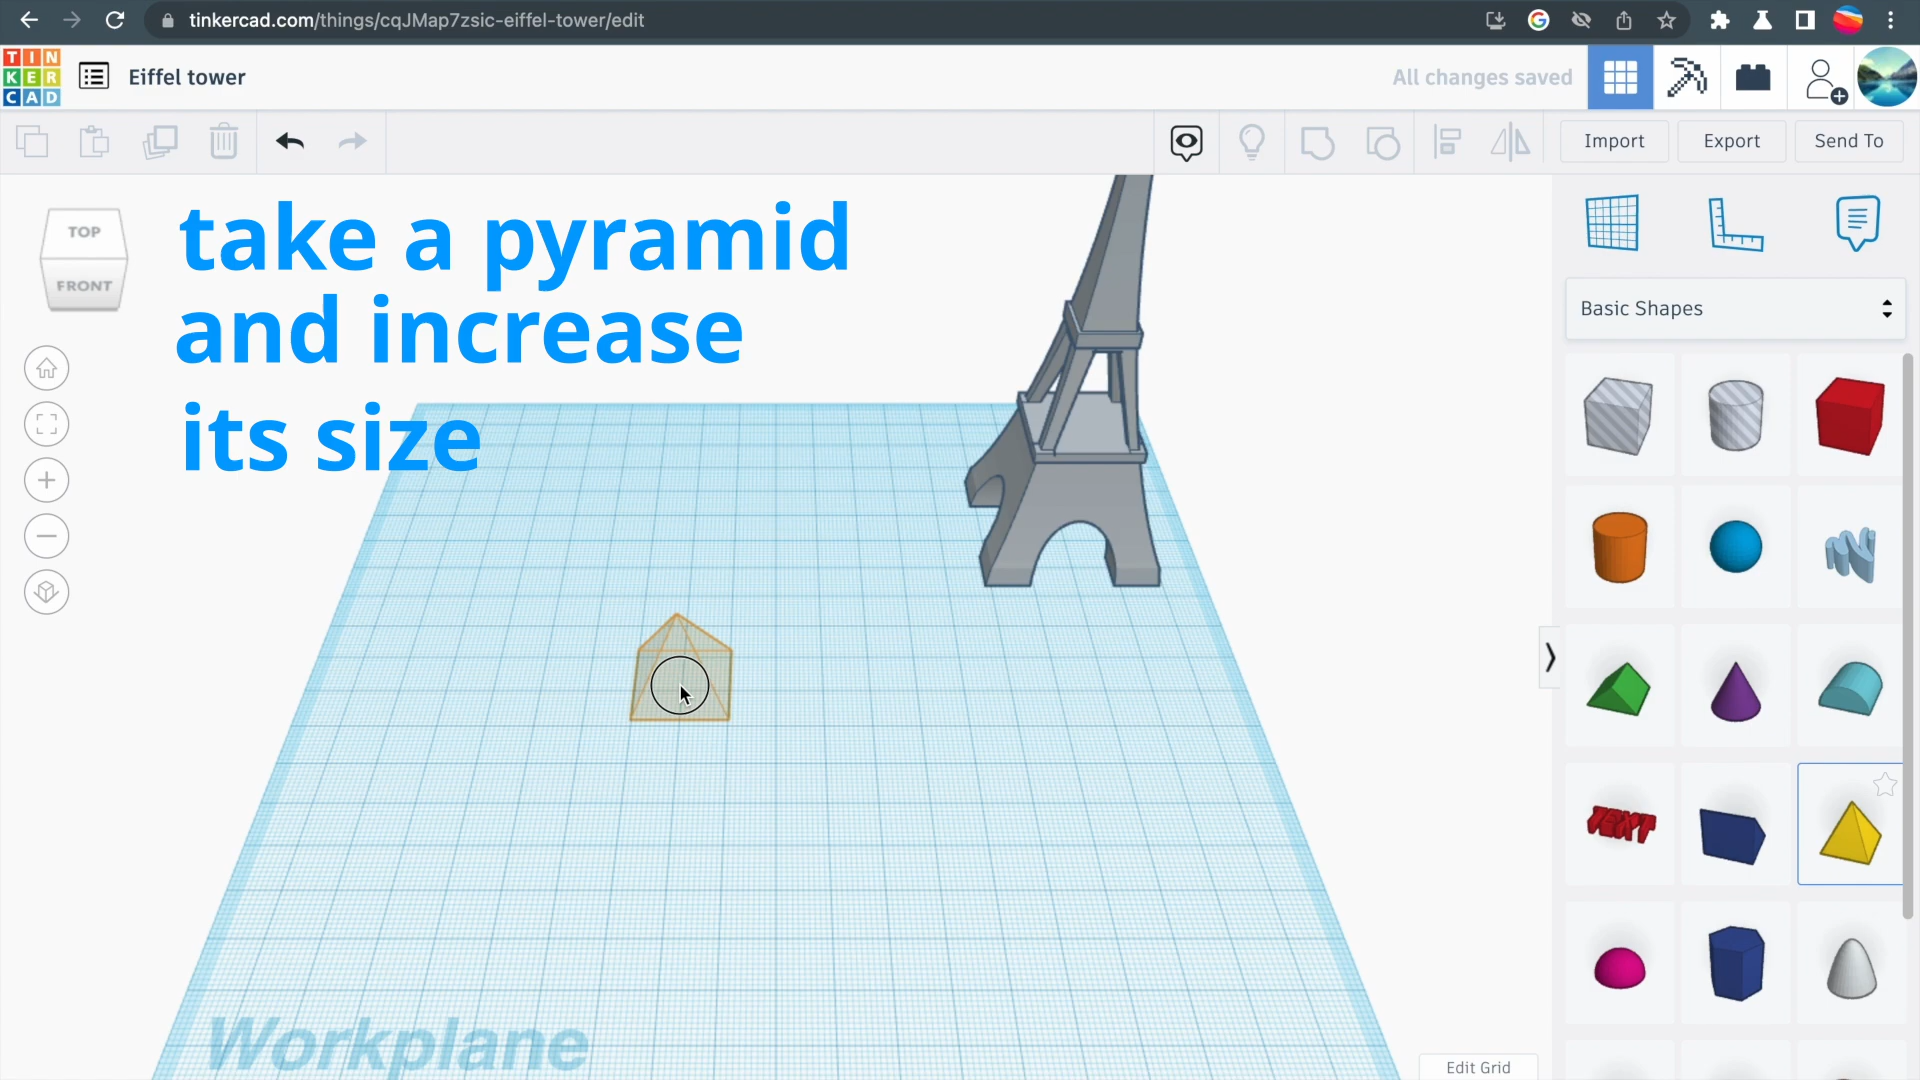 tinkercad.com/things/cqJMap7zsic-eiffel-tower/edit
TIN
KER
CAD
Eiffel tower
All changes saved
Import
Export
Send To
TOP
FRONT
take a pyramid
and increase
its size
Basic Shapes
TEXT
Workplane
Edit Grid